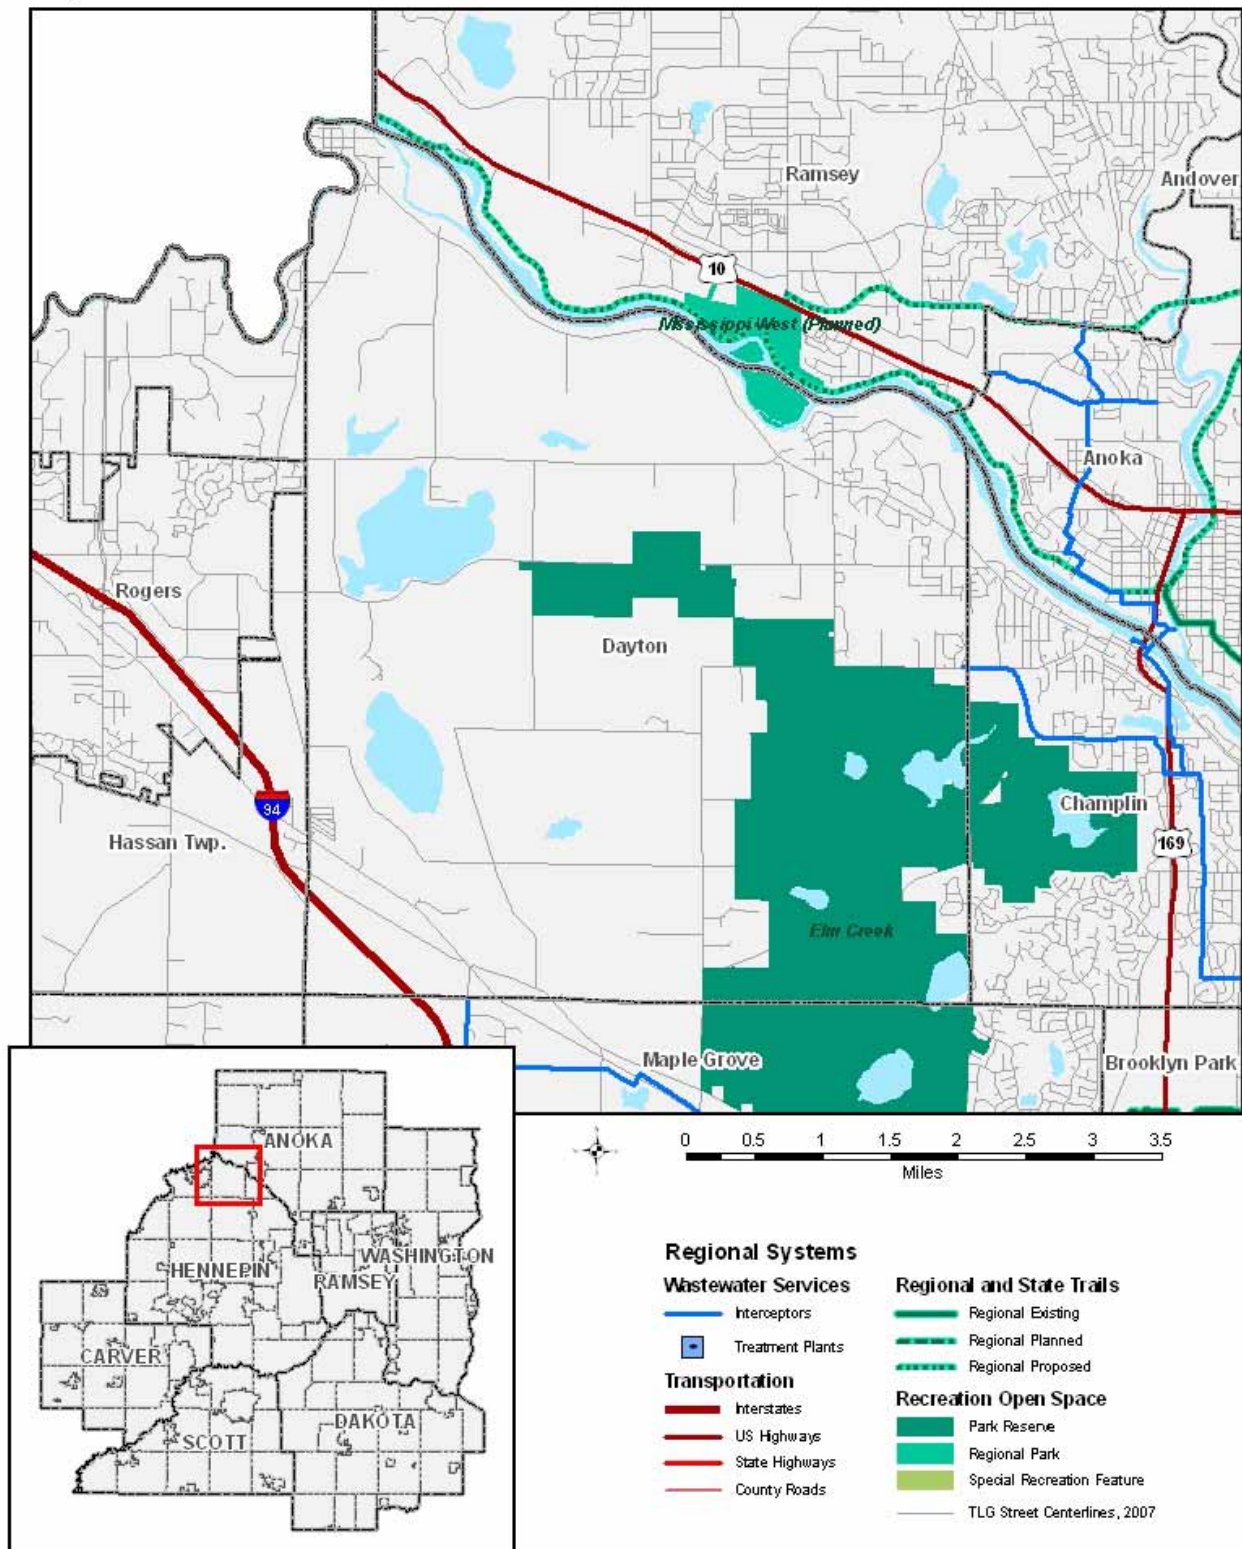 Ramsey
Andover
10
Mississippi West (Planned)
Anoka
Rogers
Dayton
94
Champlin
Hassan Twp.
169
Elm Creek
Maple Grove
Brooklyn Park
ANOKA
WASHINGTON
HENNEPIN
RAMSEY
CARVER
DAKOTA
SCOTT
0 0.5 1 1.5 2 2.5 3 3.5
Miles
Regional Systems
Wastewater Services
Interceptors
Treatment Plants
Transportation
Interstates
US Highways
State Highways
County Roads
Regional and State Trails
Regional Existing
Regional Planned
Regional Proposed
Recreation Open Space
Park Reserve
Regional Park
Special Recreation Feature
TLG Street Centerlines, 2007